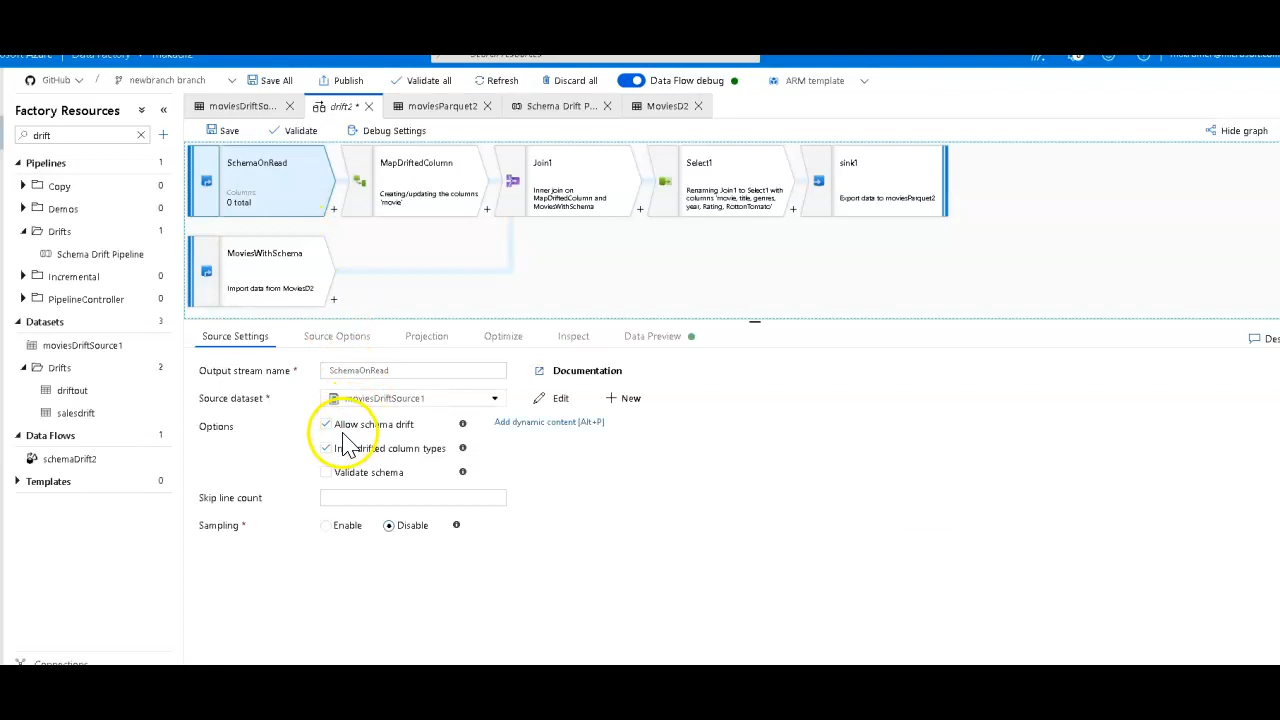 Data Factory
GitHub / newbranch branch Save All Publish Validate all Refresh Discard all Data Flow debug ARM template
Factory Resources
drift
Pipelines 1
Copy 0
Demos 0
Drifts 1
Schema Drift Pipeline
Incremental 0
PipelineController 0
Datasets 3
moviesDriftSource1
Drifts 2
driftout
salesdrift
Data Flows 1
schemaDrift2
Templates 0
moviesDriftSo... drift2 * moviesParquet2 Schema Drift P... MoviesD2
Save Validate Debug Settings Hide graph
SchemaOnRead
Columns
0 total
MapDriftedColumn
Creating/updating the columns
'movie'
Join1
Inner join on
MapDriftedColumn and
MoviesWithSchema
Select1
Renaming Join1 to Select1 with
columns 'movie, title, genres,
year, Rating, RottonTomato'
sink1
Export data to moviesParquet2
MoviesWithSchema
Import data from MoviesD2
Source Settings Source Options Projection Optimize Inspect Data Preview Des
Output stream name * SchemaOnRead Documentation
Source dataset * moviesDriftSource1 Edit New
Options Allow schema drift Add dynamic content [Alt+P]
drifted column types
Validate schema
Skip line count
Sampling * Enable Disable